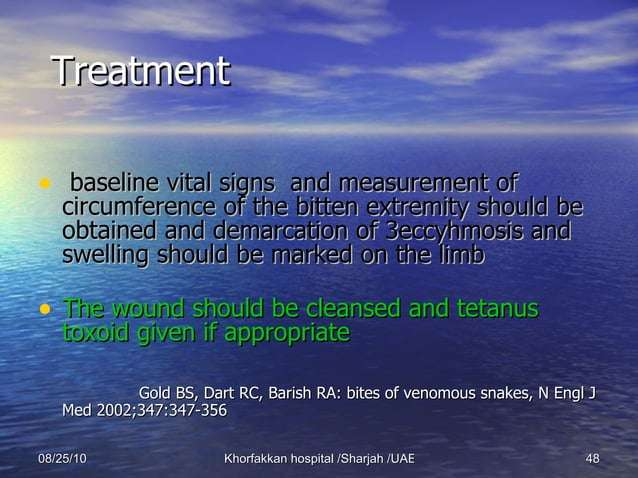 Treatment
• baseline vital signs and measurement of
circumference of the bitten extremity should be
obtained and demarcation of 3eccyhmosis and
swelling should be marked on the limb
• The wound should be cleansed and tetanus
toxoid given if appropriate
Gold BS, Dart RC, Barish RA: bites of venomous snakes, N Engl J
Med 2002;347:347-356
08/25/10 Khorfakkan hospital /Sharjah /UAE 48